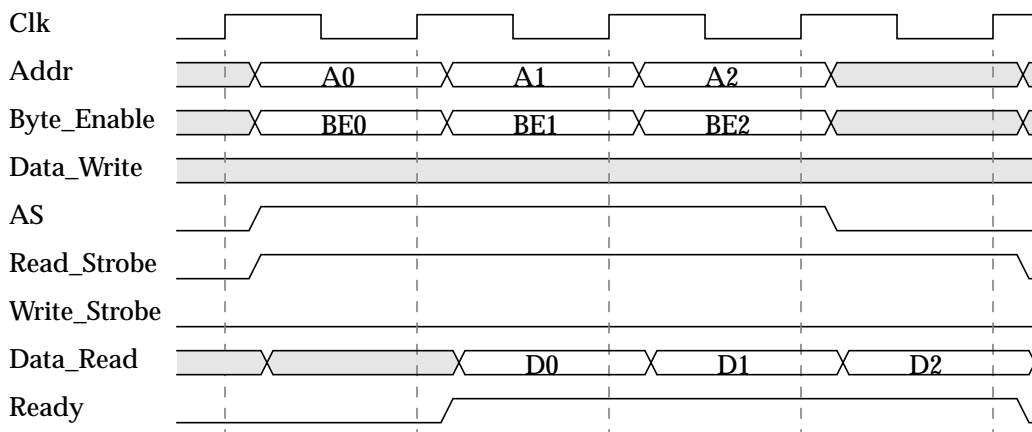 Clk
Addr A0 A1 A2
Byte_Enable BE0 BE1 BE2
Data_Write
AS
Read_Strobe
Write_Strobe
Data_Read D0 D1 D2
Ready